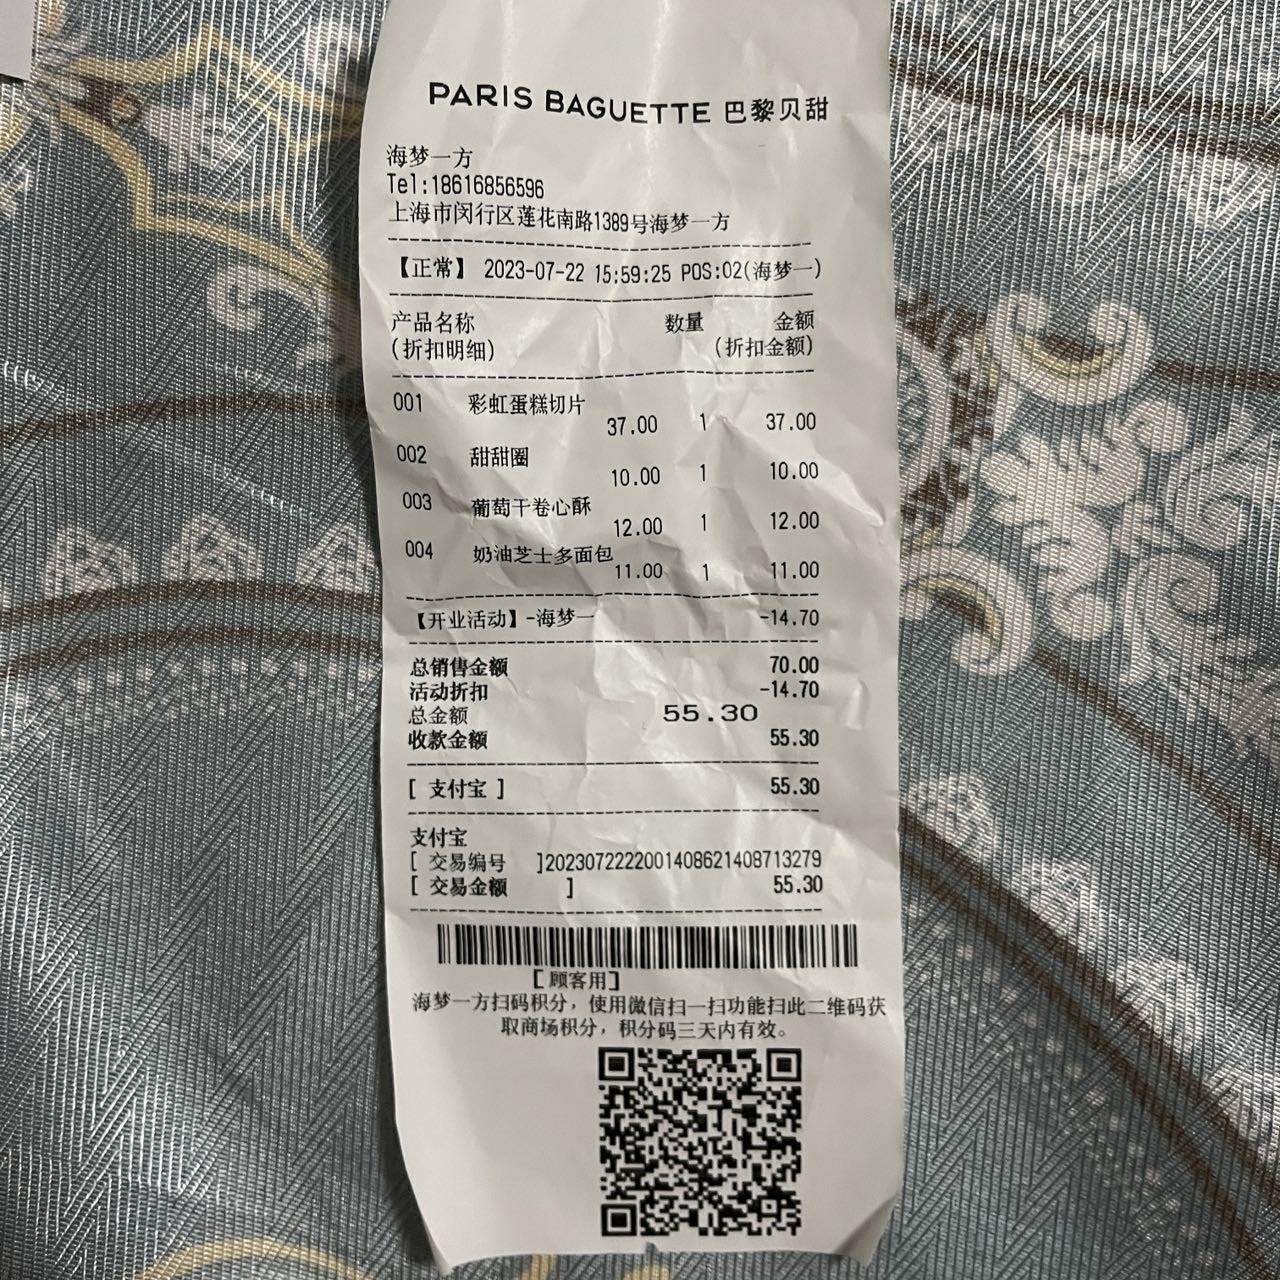 PARIS BAGUETTE 巴黎贝甜
海梦一方
Tel:18616856596
上海市闵行区莲花南路1389号海梦一方
【正常】 2023-07-22 15:59:25 POS:02(海梦一)
产品名称 数量 金额
(折扣明细) (折扣金额)
001 彩虹蛋糕切片
37.00 1 37.00
002 甜甜圈
10.00 1 10.00
003 葡萄干卷心酥
12.00 1 12.00
004 奶油芝士多面包
11.00 1 11.00
【开业活动】-海梦一 -14.70
总销售金额 70.00
活动折扣 -14.70
总金额 55.30
收款金额 55.30
[ 支付宝 ] 55.30
支付宝
[ 交易编号 ]2023072222001408621408713279
[ 交易金额 ] 55.30
[顾客用]
海梦一方扫码积分，使用微信扫一扫功能扫此二维码获
取商场积分，积分码三天内有效。